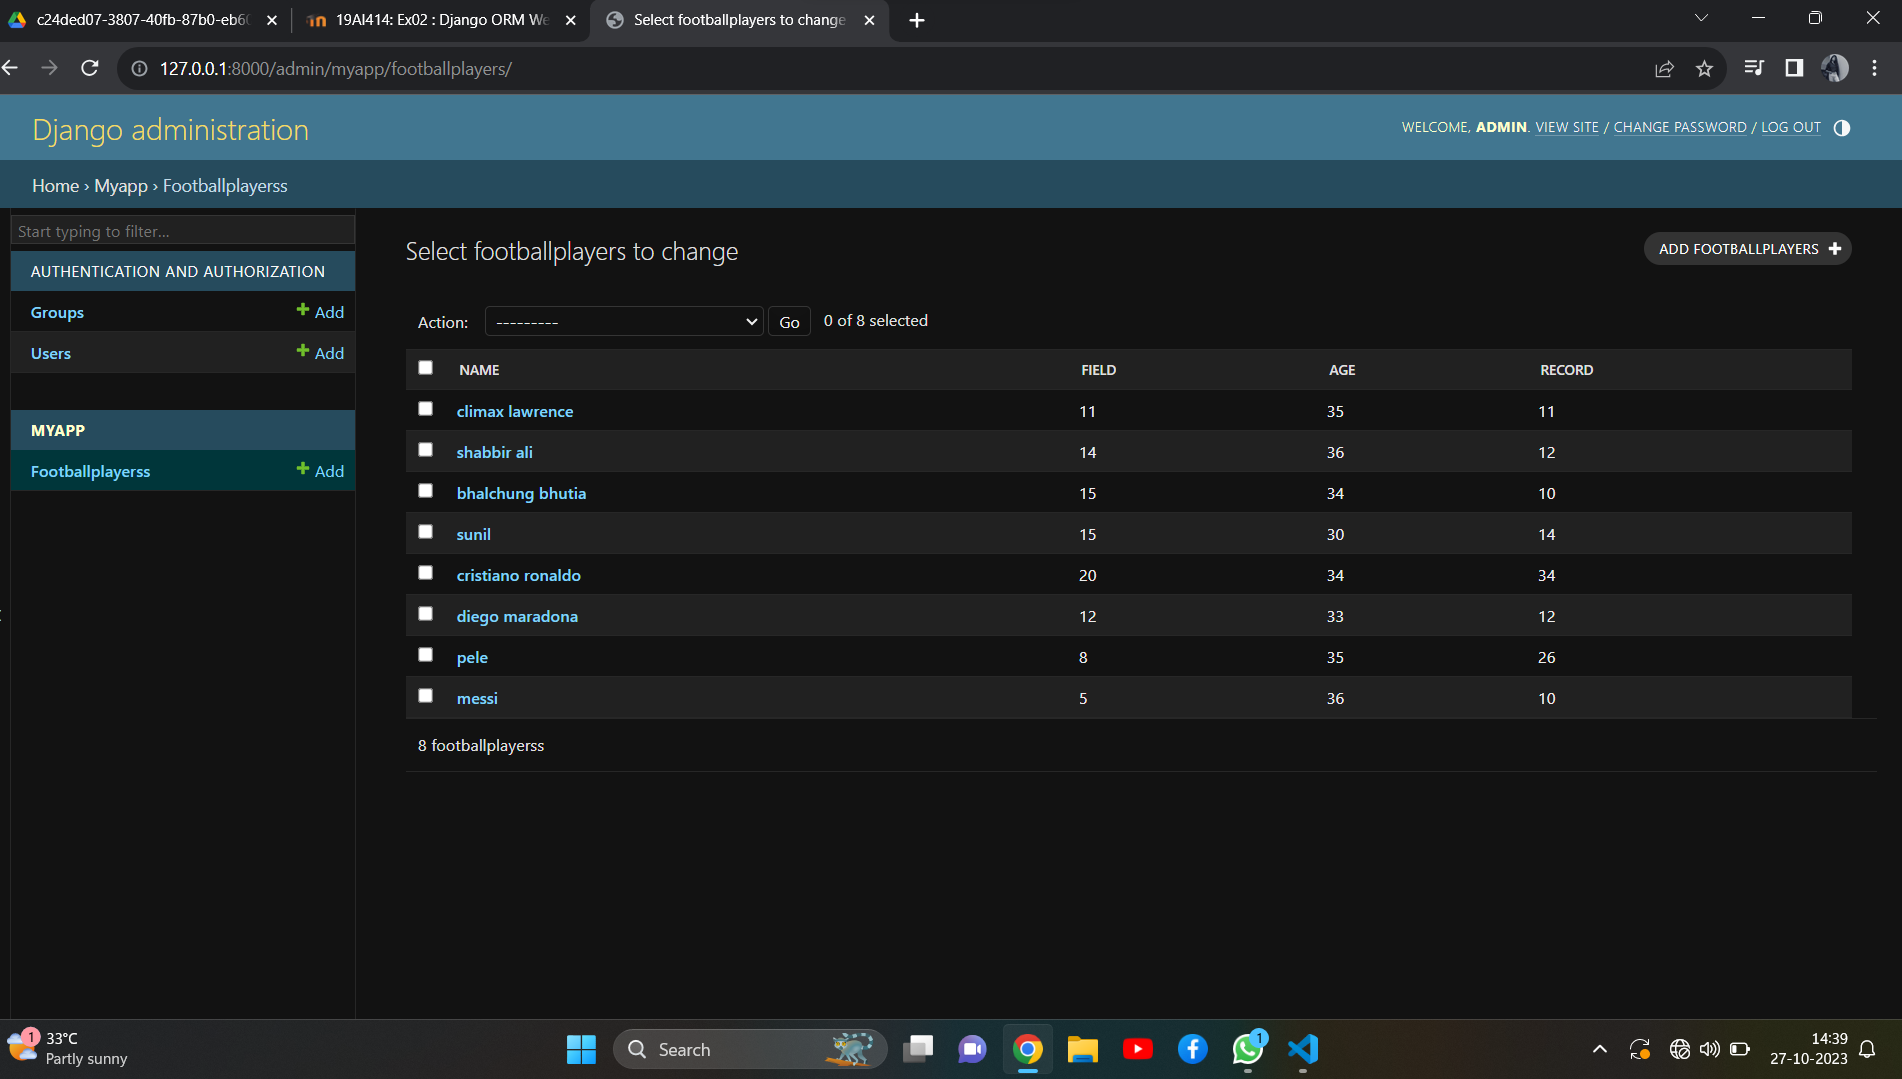 c24ded07-3807-40fb-87b0-eb60
19AI414: Ex02 : Django ORM We
Select footballplayers to change
127.0.0.1:8000/admin/myapp/footballplayers/
Django administration
WELCOME, ADMIN. VIEW SITE / CHANGE PASSWORD / LOG OUT
Home › Myapp › Footballplayerss
Start typing to filter...
AUTHENTICATION AND AUTHORIZATION
Groups Add
Users Add
MYAPP
Footballplayerss Add
Select footballplayers to change
ADD FOOTBALLPLAYERS
Action: --------- Go 0 of 8 selected
NAME FIELD AGE RECORD
climax lawrence 11 35 11
shabbir ali 14 36 12
bhalchung bhutia 15 34 10
sunil 15 30 14
cristiano ronaldo 20 34 34
diego maradona 12 33 12
pele 8 35 26
messi 5 36 10
8 footballplayerss
1
33°C
Partly sunny
Search
1
14:39
27-10-2023